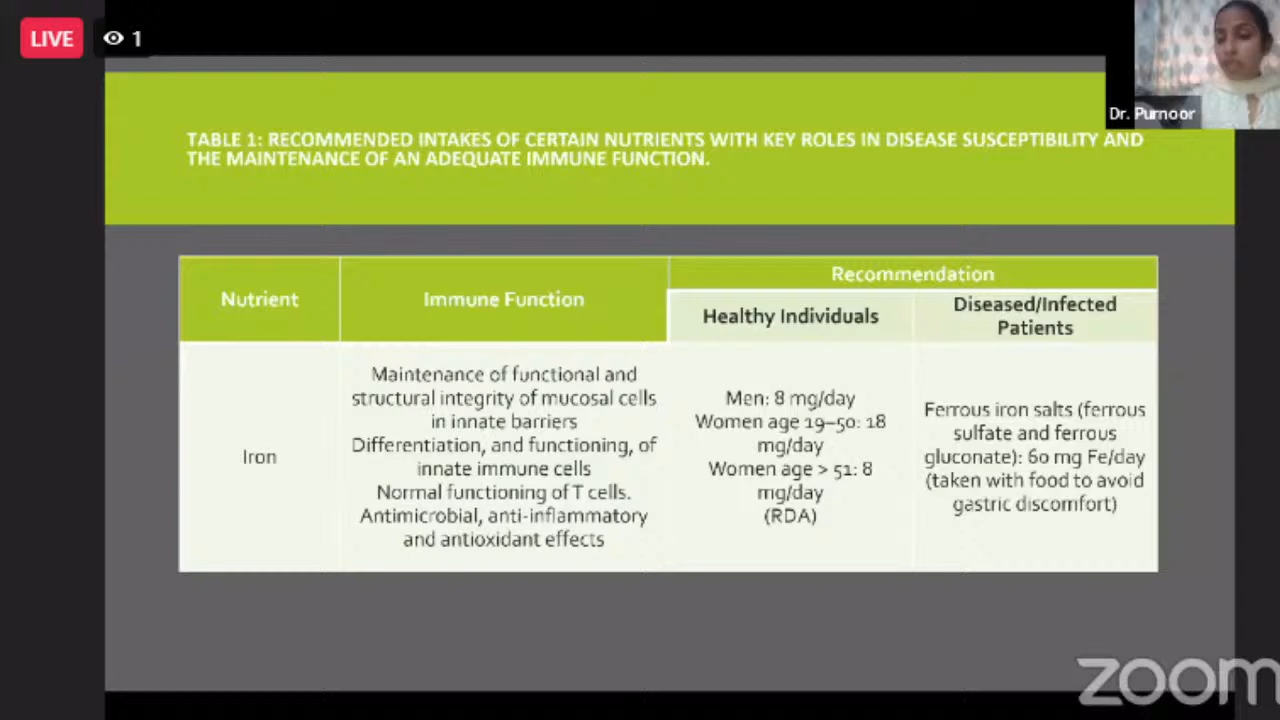 LIVE
1
Dr. Purnoor
TABLE 1: RECOMMENDED INTAKES OF CERTAIN NUTRIENTS WITH KEY ROLES IN DISEASE SUSCEPTIBILITY AND
THE MAINTENANCE OF AN ADEQUATE IMMUNE FUNCTION.
Nutrient
Immune Function
Recommendation
Healthy Individuals
Diseased/Infected
Patients
Iron
Maintenance of functional and
structural integrity of mucosal cells
in innate barriers
Differentiation, and functioning, of
innate immune cells
Normal functioning of T cells.
Antimicrobial, anti-inflammatory
and antioxidant effects
Men: 8 mg/day
Women age 19–50: 18
mg/day
Women age > 51: 8
mg/day
(RDA)
Ferrous iron salts (ferrous
sulfate and ferrous
gluconate): 60 mg Fe/day
(taken with food to avoid
gastric discomfort)
zoom